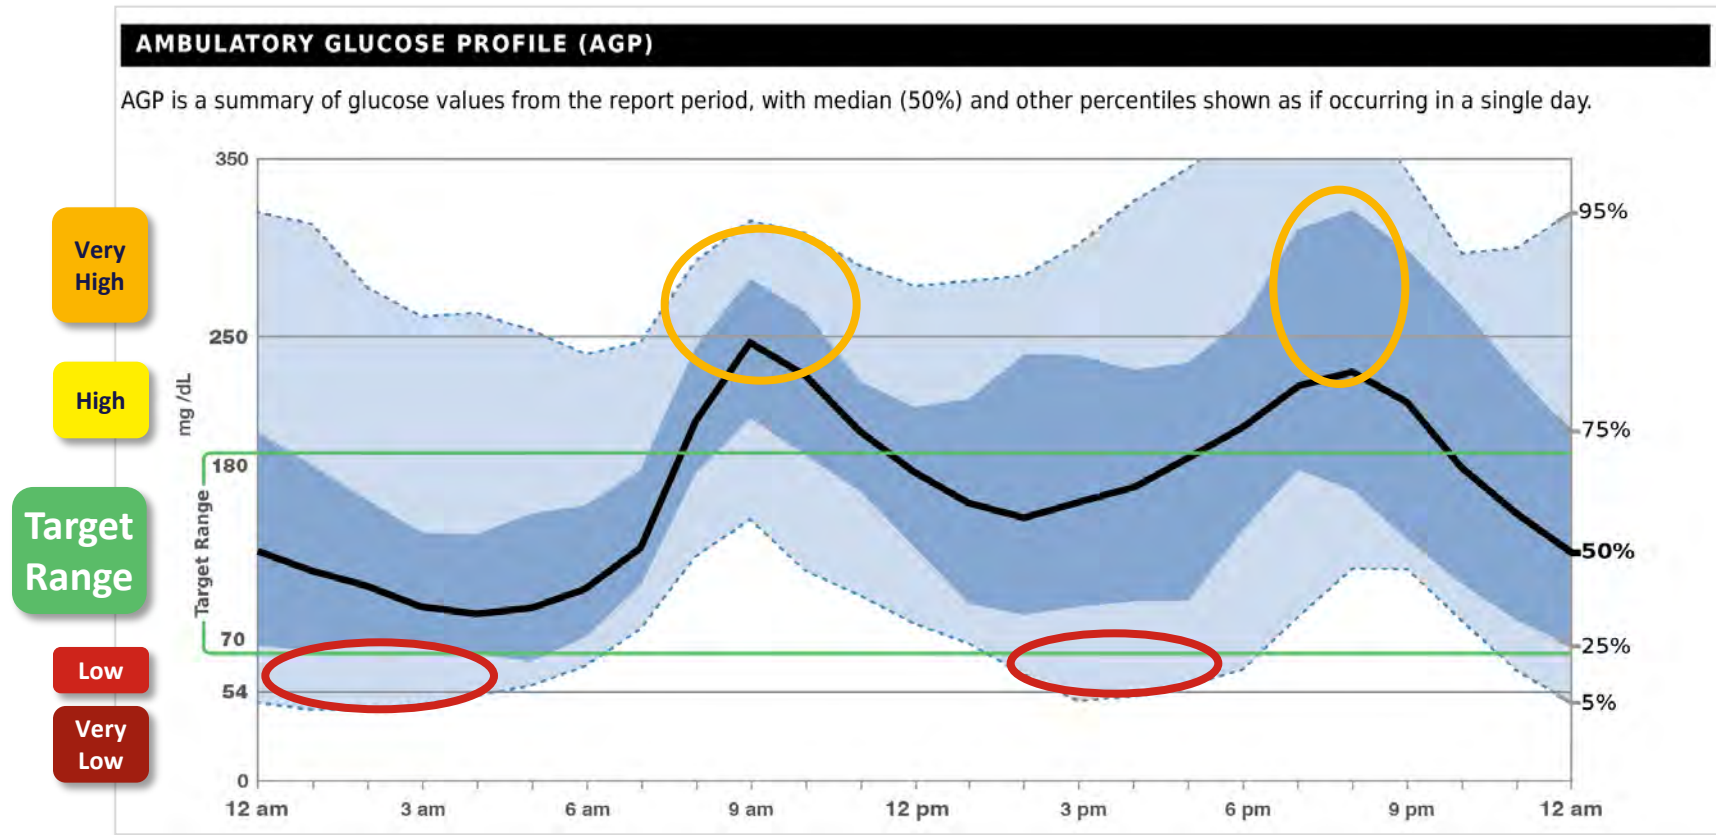 AMBULATORY GLUCOSE PROFILE (AGP)
AGP is a summary of glucose values from the report period, with median (50%) and other percentiles shown as if occurring in a single day.
350
95%
Very
High
250
High
mg /dL
75%
180
Target Range
Target
Range
50%
70
25%
Low
54
5%
Very
Low
0
12 am
3 am
6 am
9 am
12 pm
3 pm
6 pm
9 pm
12 am